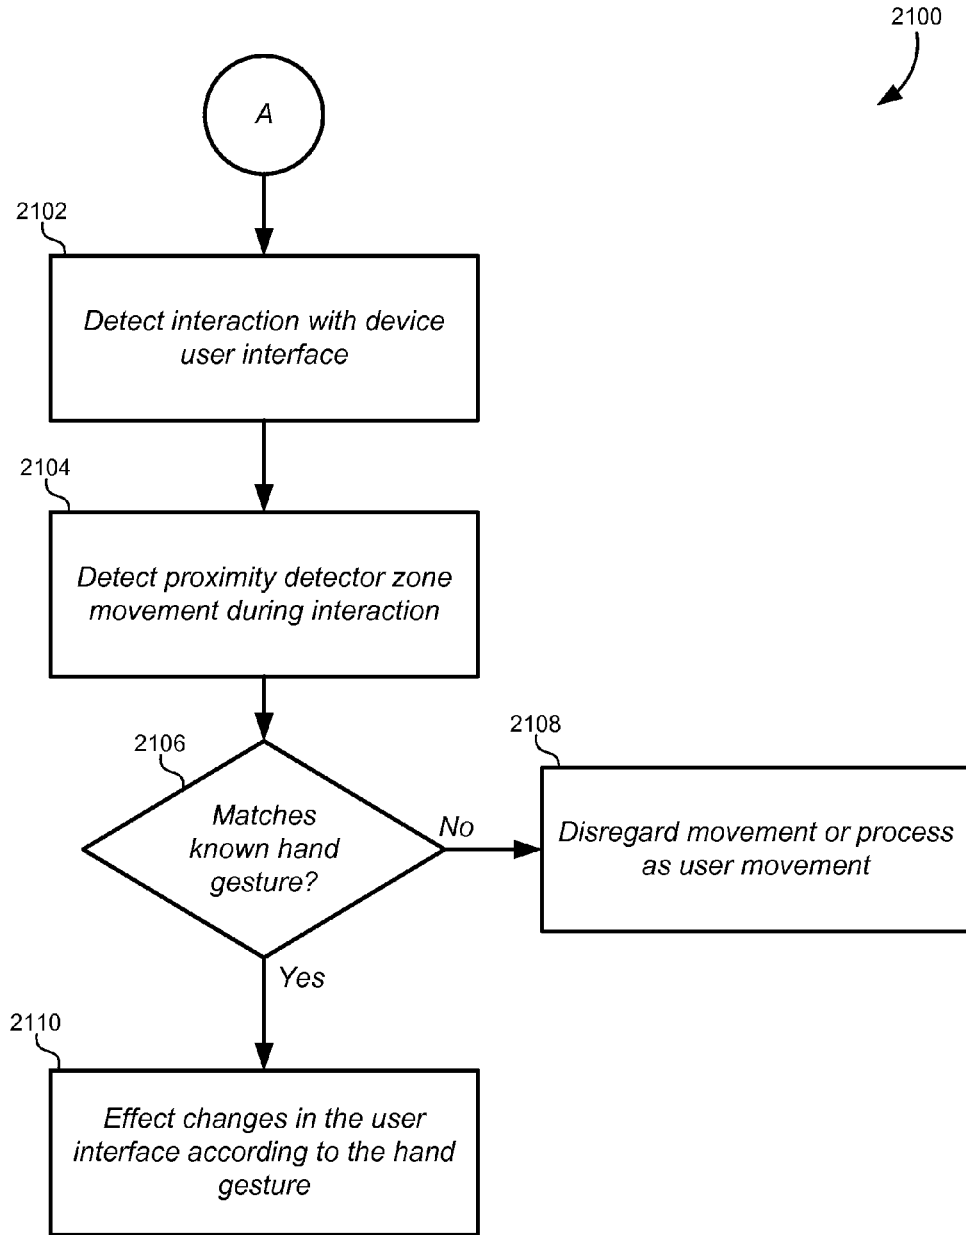 2100
A
2102
Detect interaction with device
user interface
2104
Detect proximity detector zone
movement during interaction
2106
Matches
known hand
gesture?
No
2108
Disregard movement or process
as user movement
Yes
2110
Effect changes in the user
interface according to the hand
gesture